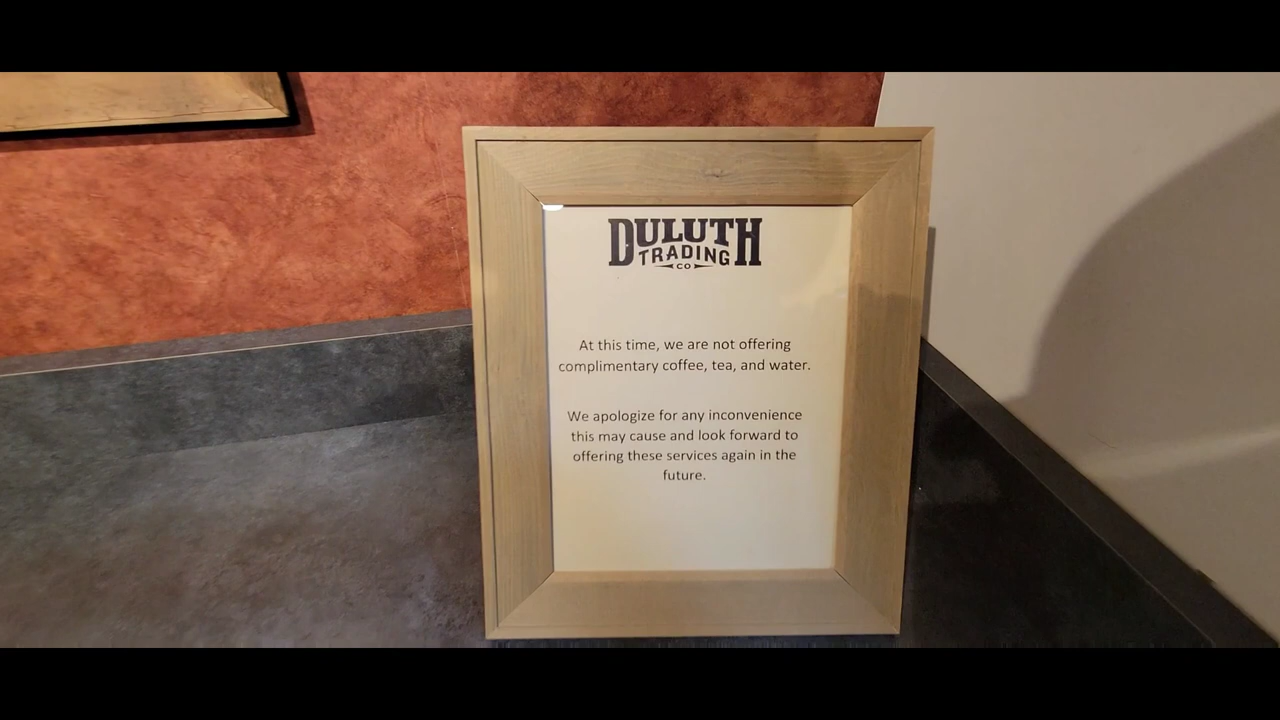 DULUTH
TRADING
CO
At this time, we are not offering
complimentary coffee, tea, and water.
We apologize for any inconvenience
this may cause and look forward to
offering these services again in the
future.